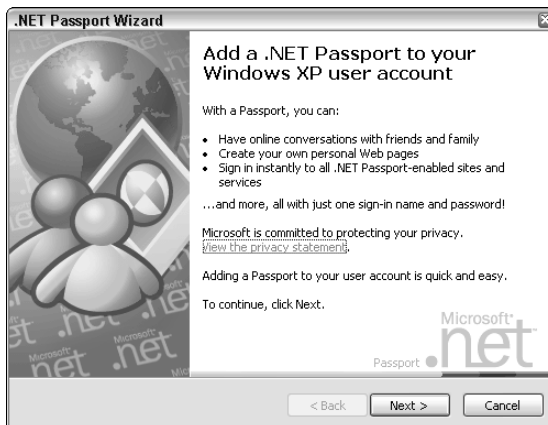 .NET Passport Wizard
Add a .NET Passport to your
Windows XP user account
With a Passport, you can:
• Have online conversations with friends and family
• Create your own personal Web pages
• Sign in instantly to all .NET Passport-enabled sites and
services
...and more, all with just one sign-in name and password!
Microsoft is committed to protecting your privacy.
View the privacy statement.
Adding a Passport to your user account is quick and easy.
To continue, click Next.
Microsoft
Passport .net
< Back Next > Cancel